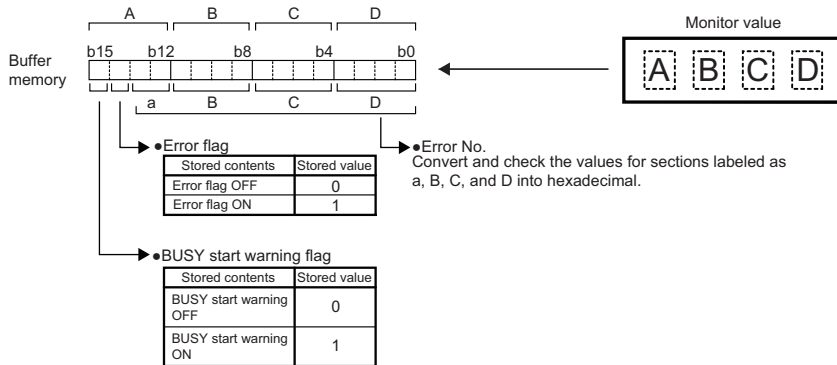 A B C D
Monitor value
b15 b12 b8 b4 b0
Buffer
memory
A B C D
a B C D
●Error flag
Stored contents Stored value
Error flag OFF 0
Error flag ON 1
●Error No.
Convert and check the values for sections labeled as
a, B, C, and D into hexadecimal.
●BUSY start warning flag
Stored contents Stored value
BUSY start warning
OFF 0
BUSY start warning
ON 1